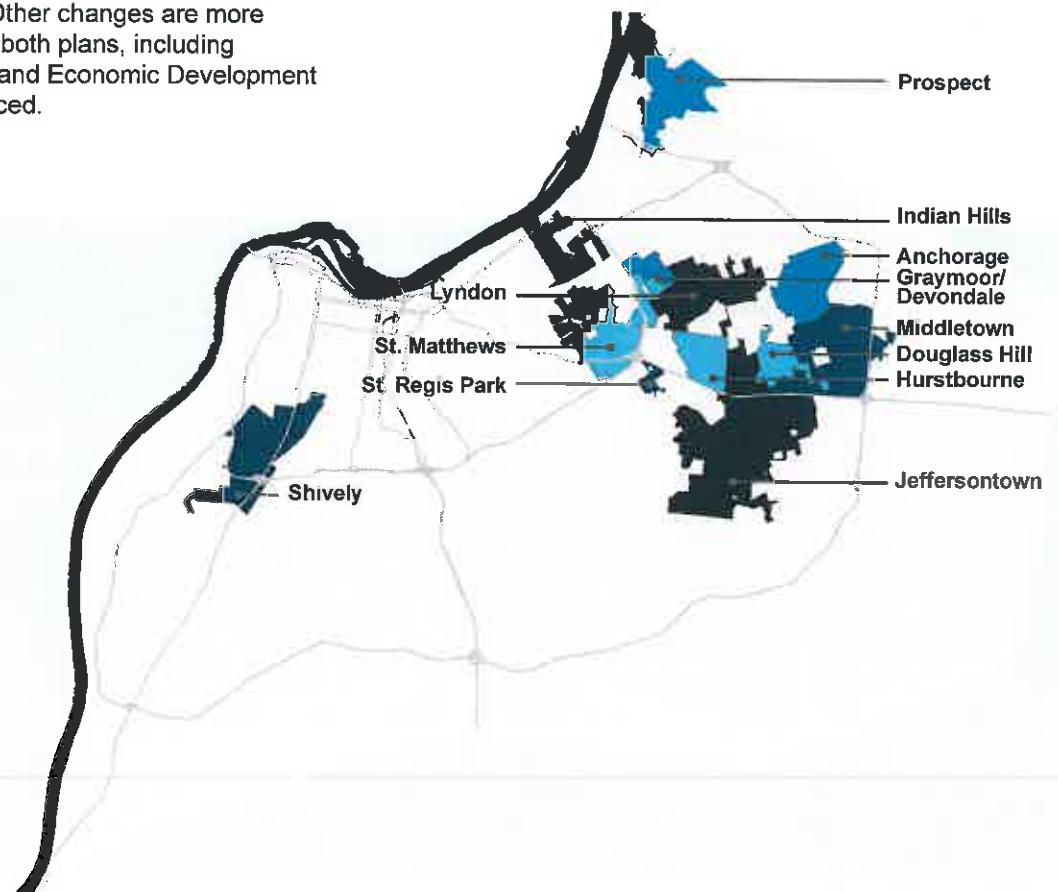 Other changes are more
both plans, including
and Economic Development
ced.
Prospect
Indian Hills
Anchorage
Graymoor/
Devondale
Lyndon
Middletown
St. Matthews
Douglass Hill
St. Regis Park
Hurstbourne
Jeffersontown
Shively